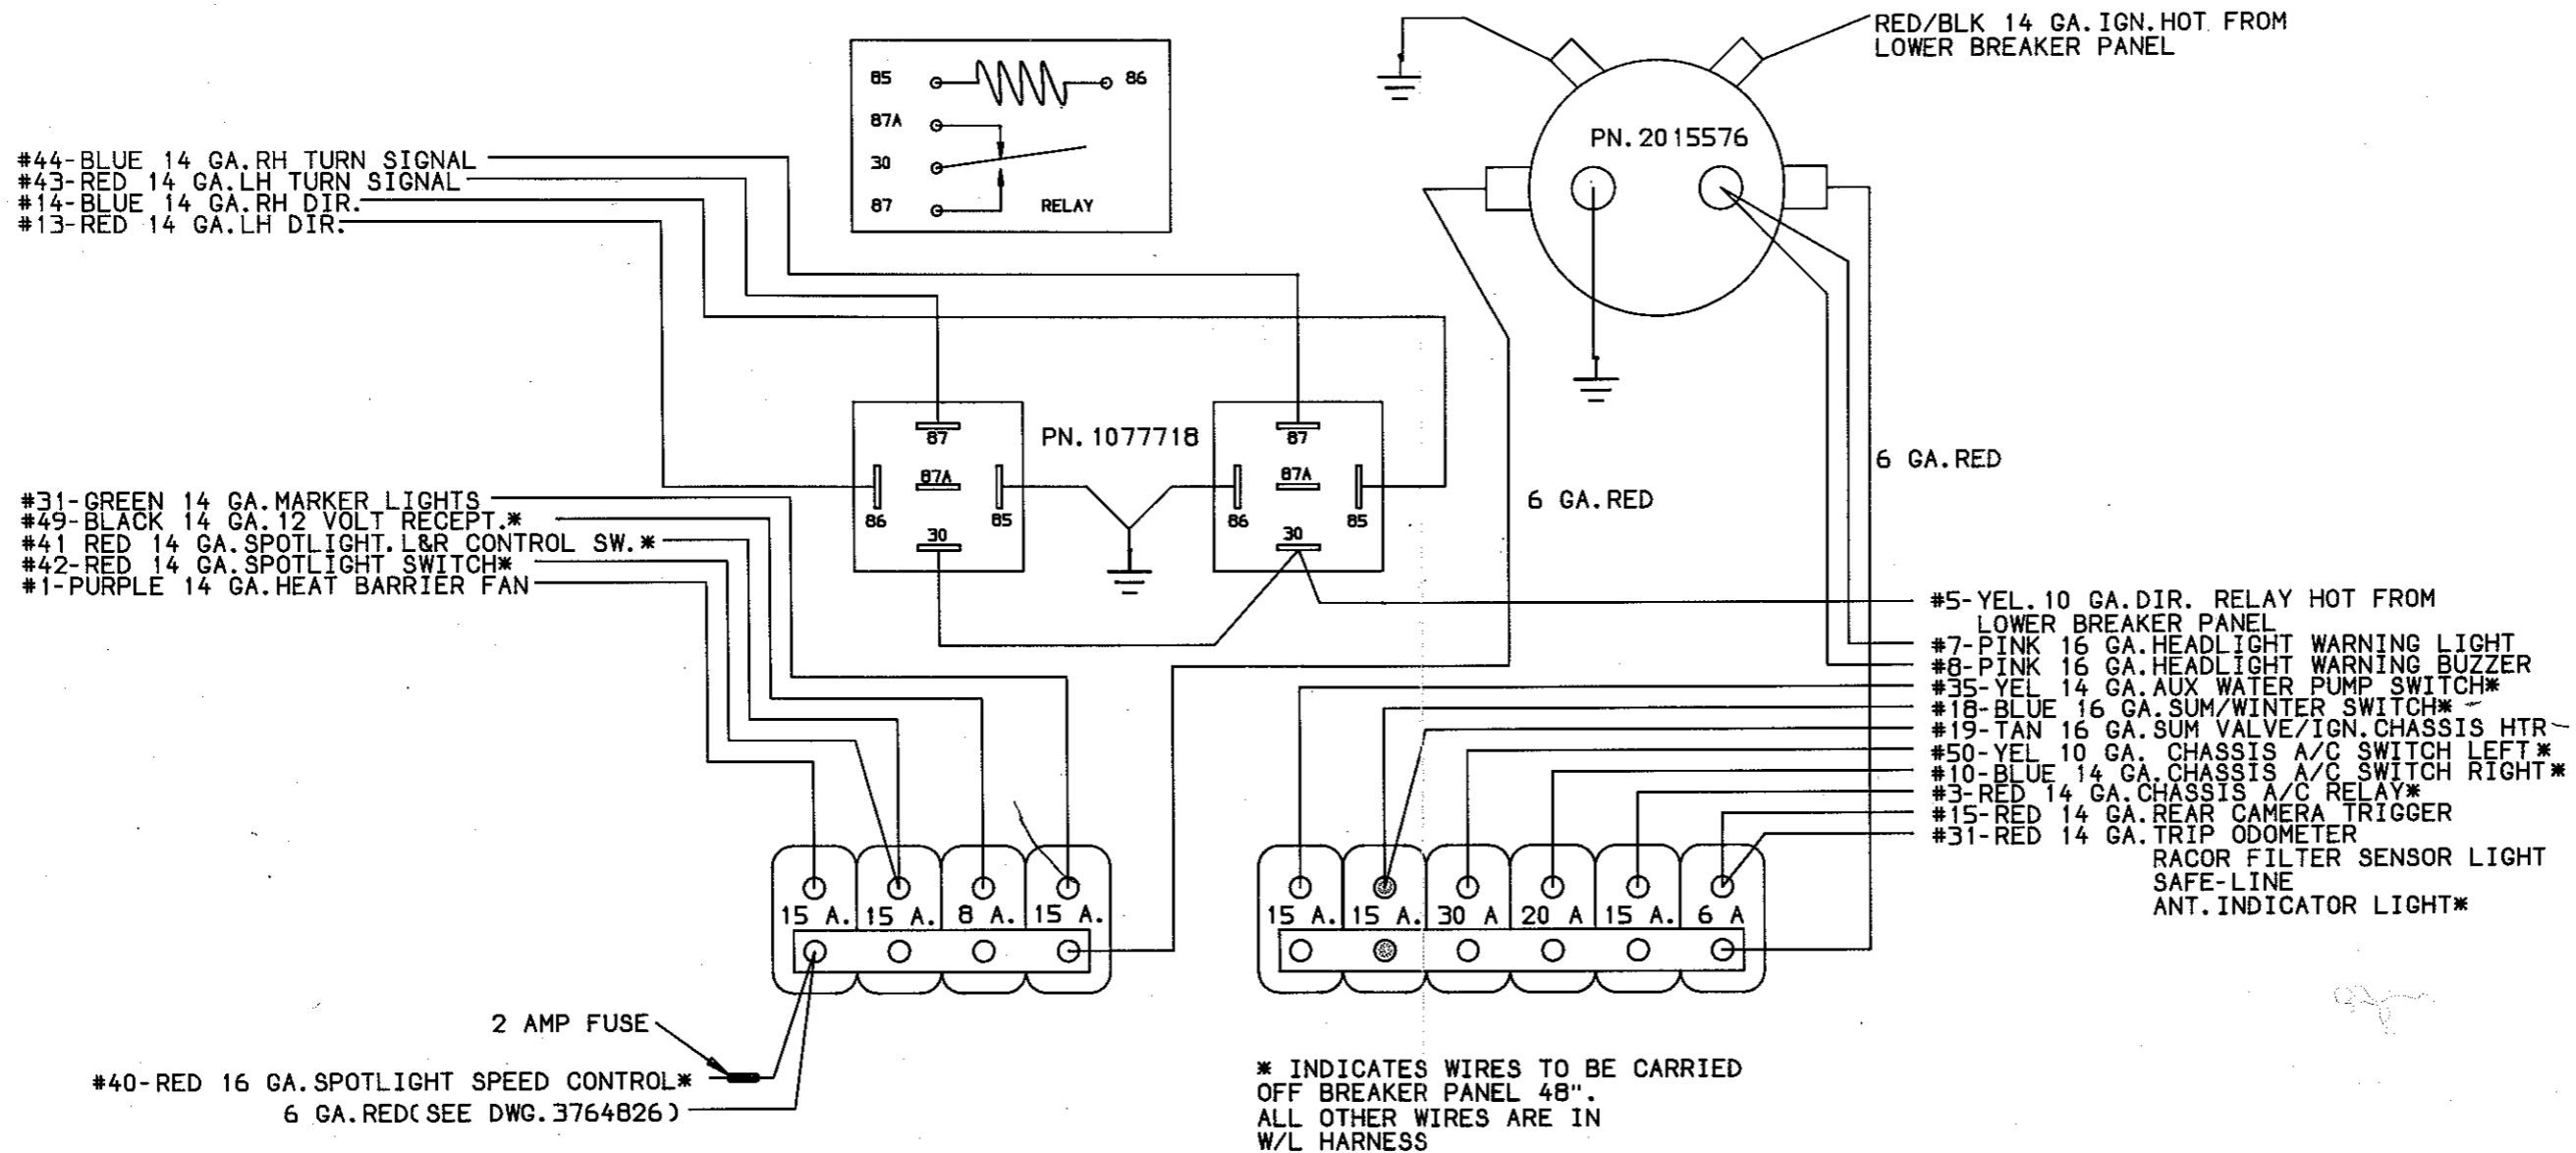 RED/BLK 14 GA.IGN.HOT FROM
LOWER BREAKER PANEL
85
86
87A
30
87
RELAY
PN.2015576
#44-BLUE 14 GA.RH TURN SIGNAL
#43-RED 14 GA.LH TURN SIGNAL
#14-BLUE 14 GA.RH DIR.
#13-RED 14 GA.LH DIR.
87
87A
86
85
30
PN.1077718
87
87A
86
85
30
6 GA.RED
6 GA.RED
#31-GREEN 14 GA.MARKER LIGHTS
#49-BLACK 14 GA.12 VOLT RECEPT.*
#41 RED 14 GA.SPOTLIGHT.L&R CONTROL SW.*
#42-RED 14 GA.SPOTLIGHT SWITCH*
#1-PURPLE 14 GA.HEAT BARRIER FAN
#5-YEL.10 GA.DIR. RELAY HOT FROM
LOWER BREAKER PANEL
#7-PINK 16 GA.HEADLIGHT WARNING LIGHT
#8-PINK 16 GA.HEADLIGHT WARNING BUZZER
#35-YEL 14 GA.AUX WATER PUMP SWITCH*
#18-BLUE 16 GA.SUM/WINTER SWITCH*
#19-TAN 16 GA.SUM VALVE/IGN.CHASSIS HTR
#50-YEL 10 GA. CHASSIS A/C SWITCH LEFT*
#10-BLUE 14 GA.CHASSIS A/C SWITCH RIGHT*
#3-RED 14 GA.CHASSIS A/C RELAY*
#15-RED 14 GA.REAR CAMERA TRIGGER
#31-RED 14 GA.TRIP ODOMETER
RACOR FILTER SENSOR LIGHT
SAFE-LINE
ANT.INDICATOR LIGHT*
15 A. 15 A. 8 A. 15 A.
15 A. 15 A. 30 A 20 A 15 A. 6 A
2 AMP FUSE
#40-RED 16 GA.SPOTLIGHT SPEED CONTROL*
6 GA.RED(SEE DWG.3764826)
* INDICATES WIRES TO BE CARRIED
OFF BREAKER PANEL 48".
ALL OTHER WIRES ARE IN
W/L HARNESS